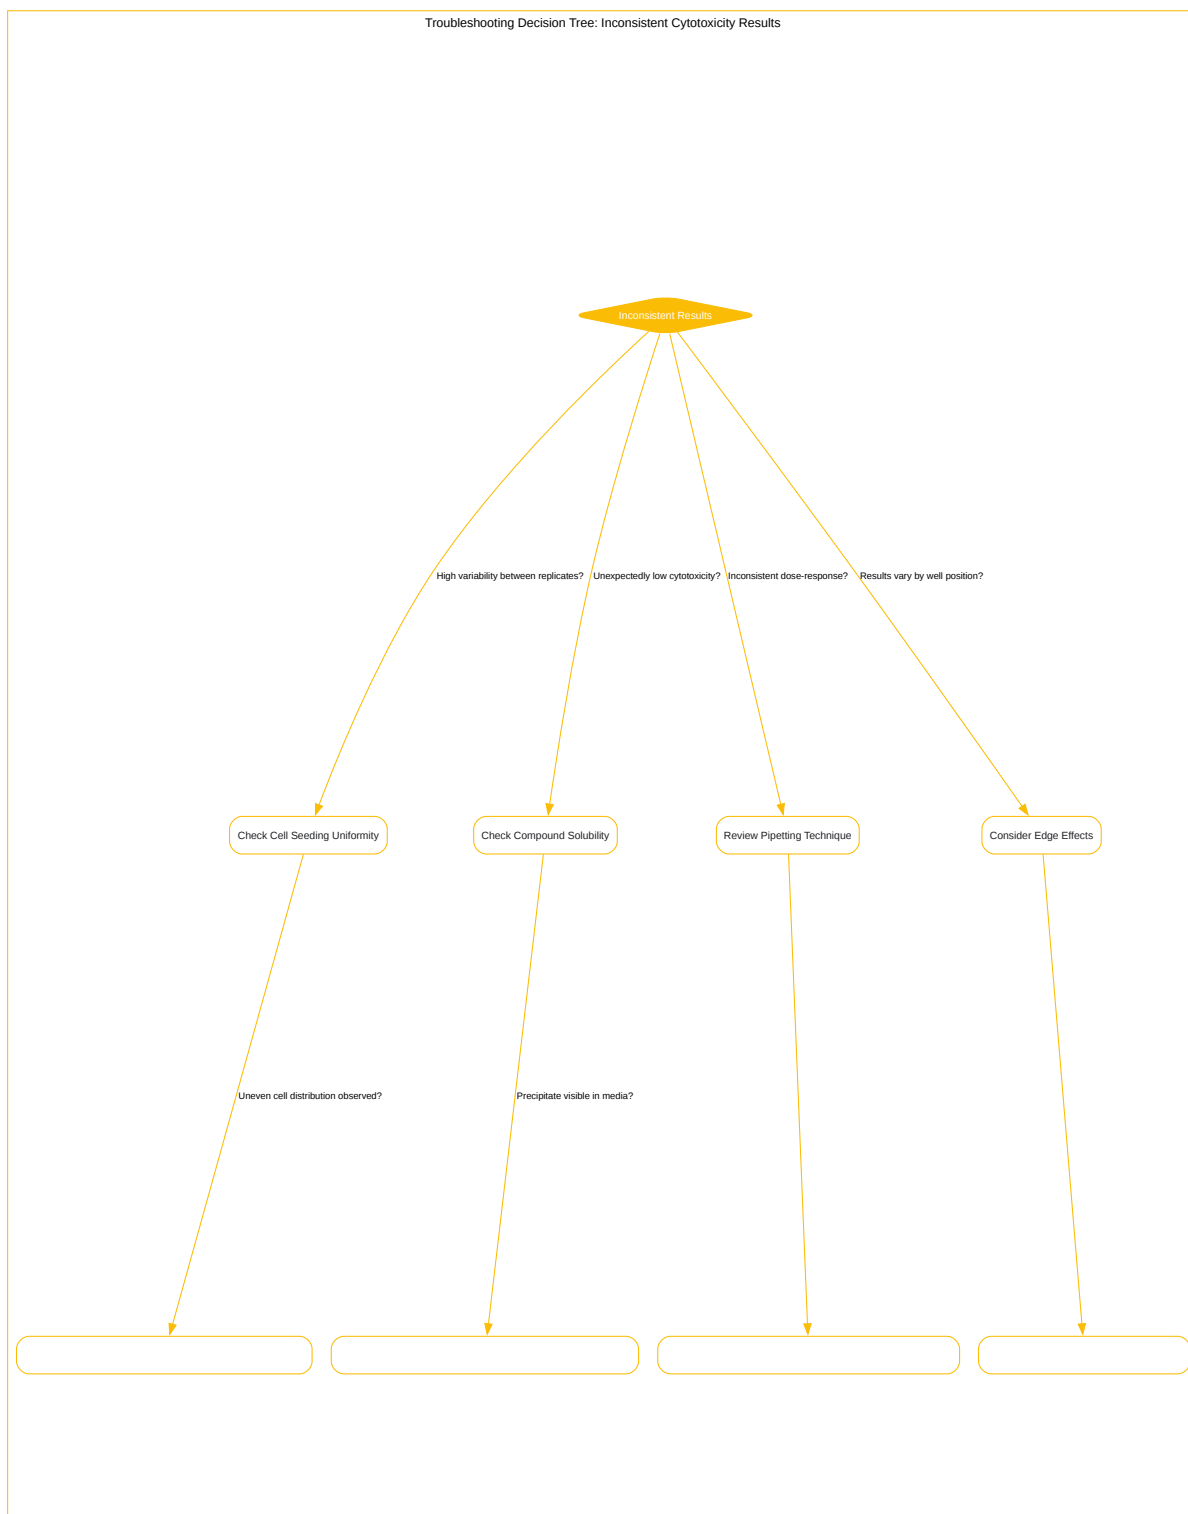 Troubleshooting Decision Tree: Inconsistent Cytotoxicity Results
Inconsistent Results
High variability between replicates?
Unexpectedly low cytotoxicity?
Inconsistent dose-response?
Results vary by well position?
Check Cell Seeding Uniformity
Check Compound Solubility
Review Pipetting Technique
Consider Edge Effects
Uneven cell distribution observed?
Precipitate visible in media?